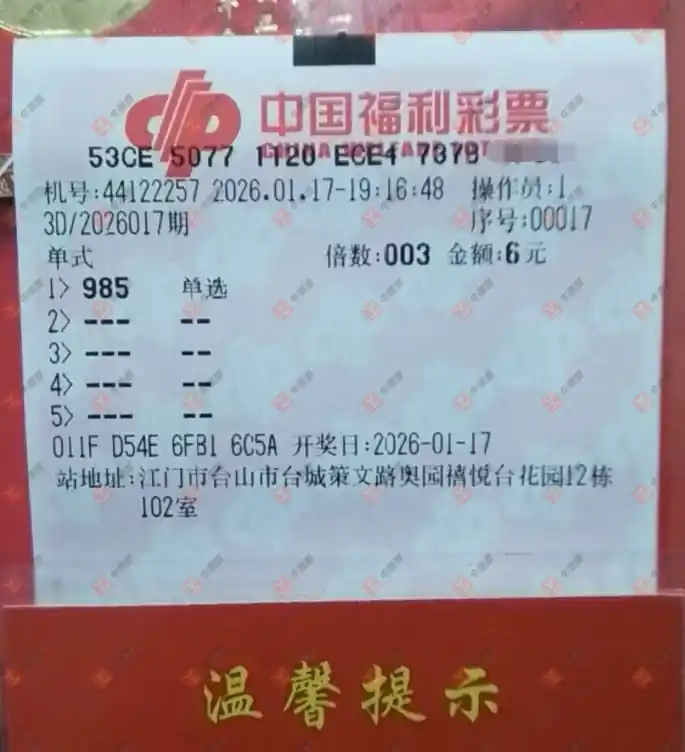 中国福利彩票
CHINA WELFARE LOT
53CE 5077 1120 ECE4 787B
机号:44122257 2026.01.17-19:16:48 操作员:1
3D/2026017期 序号:00017
单式 倍数:003 金额:6元
1> 985 单选
2> --- --
3> --- --
4> --- --
5> --- --
011F D54E 6FB1 6C5A 开奖日:2026-01-17
站地址:江门市台山市台城策文路奥园禧悦台花园12栋
102室
温馨提示